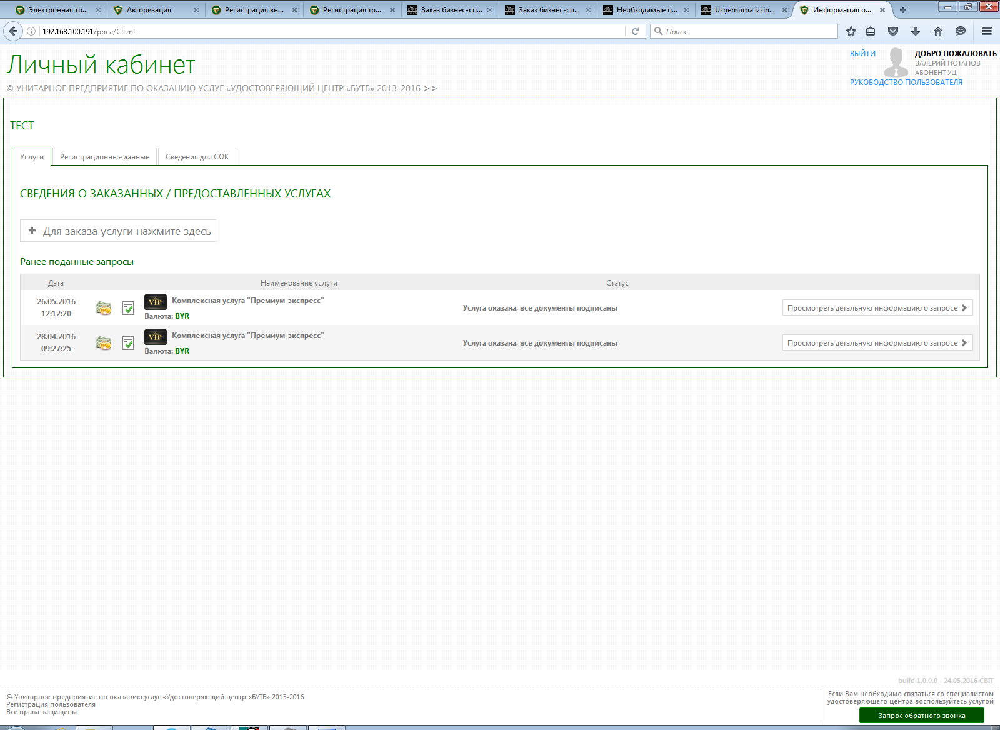 Электронная то...
Авторизация
Регистрация вн...
Регистрация тр...
Заказ бизнес-сп...
Заказ бизнес-сп...
Необходимые п...
Uzņēmuma izziņ...
Информация о...
192.168.100.191/ppca/Client
Поиск
Личный кабинет
ВЫЙТИ
ДОБРО ПОЖАЛОВАТЬ
ВАЛЕРИЙ ПОТАПОВ
АБОНЕНТ УЦ
РУКОВОДСТВО ПОЛЬЗОВАТЕЛЯ
© УНИТАРНОЕ ПРЕДПРИЯТИЕ ПО ОКАЗАНИЮ УСЛУГ «УДОСТОВЕРЯЮЩИЙ ЦЕНТР «БУТБ» 2013-2016 >>
ТЕСТ
Услуги
Регистрационные данные
Сведения для СОК
СВЕДЕНИЯ О ЗАКАЗАННЫХ / ПРЕДОСТАВЛЕННЫХ УСЛУГАХ
Для заказа услуги нажмите здесь
Ранее поданные запросы
Дата Наименование услуги Статус
26.05.2016
12:12:20
VIP
Комплексная услуга "Премиум-экспресс"
Валюта: BYR
Услуга оказана, все документы подписаны
Просмотреть детальную информацию о запросе
28.04.2016
09:27:25
VIP
Комплексная услуга "Премиум-экспресс"
Валюта: BYR
Услуга оказана, все документы подписаны
Просмотреть детальную информацию о запросе
build 1.0.0.0 - 24.05.2016 СВІТ
© Унитарное предприятие по оказанию услуг «Удостоверяющий центр «БУТБ» 2013-2016
Регистрация пользователя
Все права защищены
Если Вам необходимо связаться со специалистом
удостоверяющего центра воспользуйтесь услугой
Запрос обратного звонка